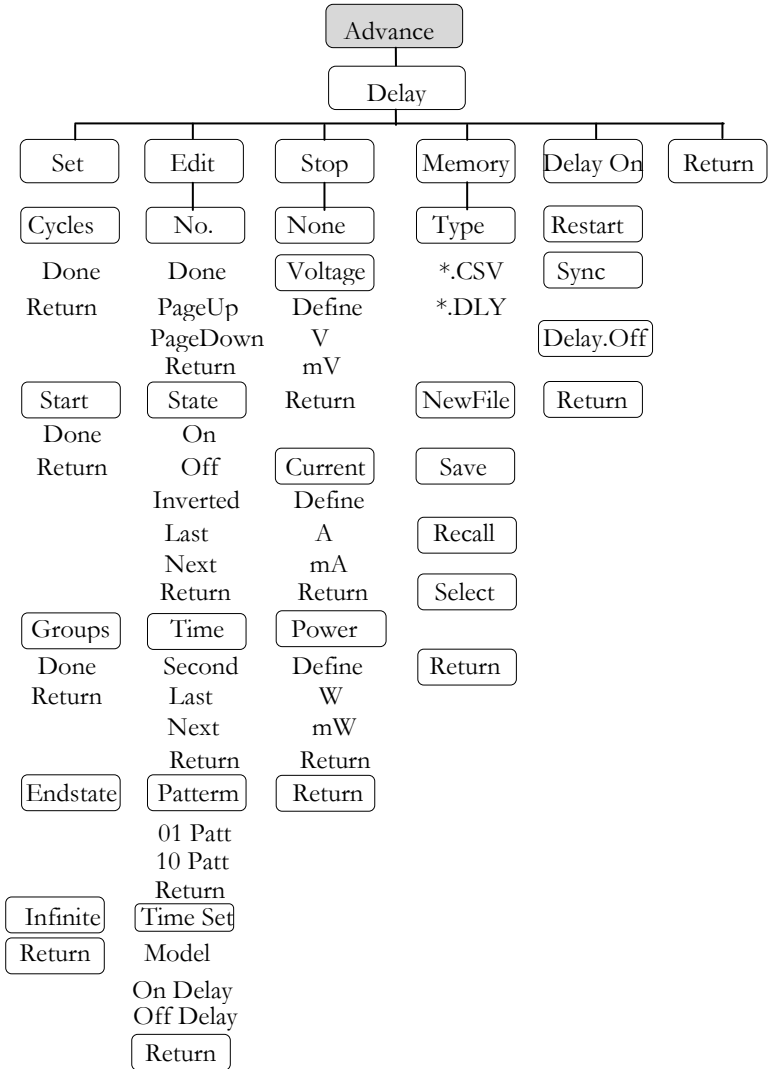 Advance
Delay
Set
Edit
Stop
Memory
Delay On
Return
Cycles
Done
Return
Start
Done
Return
Groups
Done
Return
Endstate
Infinite
Return
No.
Done
PageUp
PageDown
Return
State
On
Off
Inverted
Last
Next
Return
Time
Second
Last
Next
Return
Patterm
01 Patt
10 Patt
Return
Time Set
Model
On Delay
Off Delay
Return
None
Voltage
Define
V
mV
Return
Current
Define
A
mA
Return
Power
Define
W
mW
Return
Return
Type
*.CSV
*.DLY
NewFile
Save
Recall
Select
Return
Restart
Sync
Delay.Off
Return